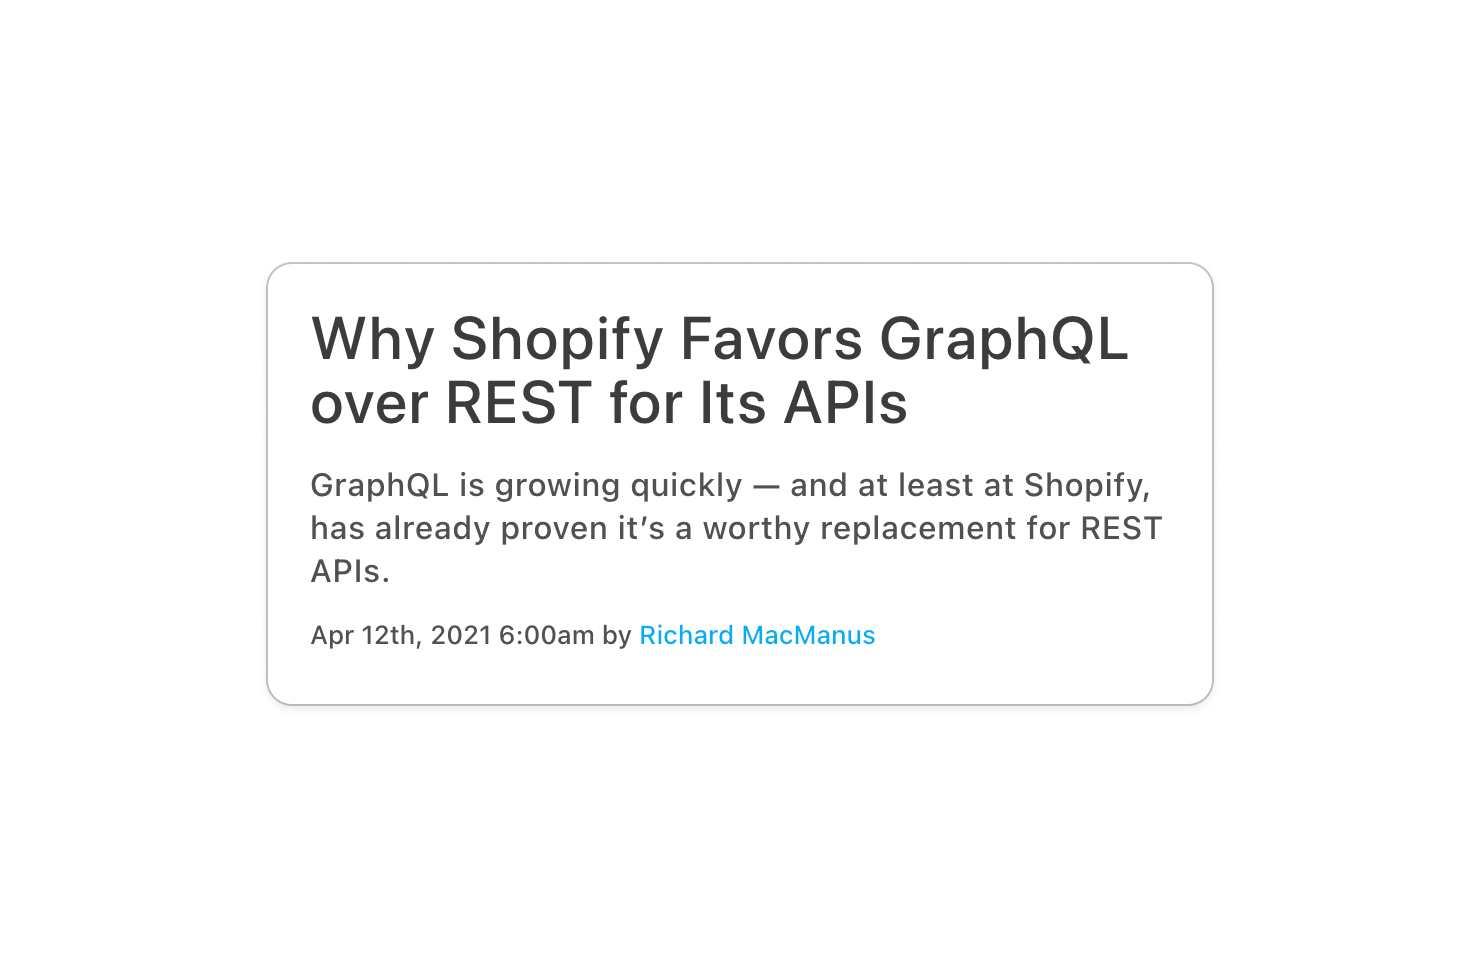 Why Shopify Favors GraphQL
over REST for Its APIs
GraphQL is growing quickly — and at least at Shopify,
has already proven it’s a worthy replacement for REST
APIs.
Apr 12th, 2021 6:00am by Richard MacManus